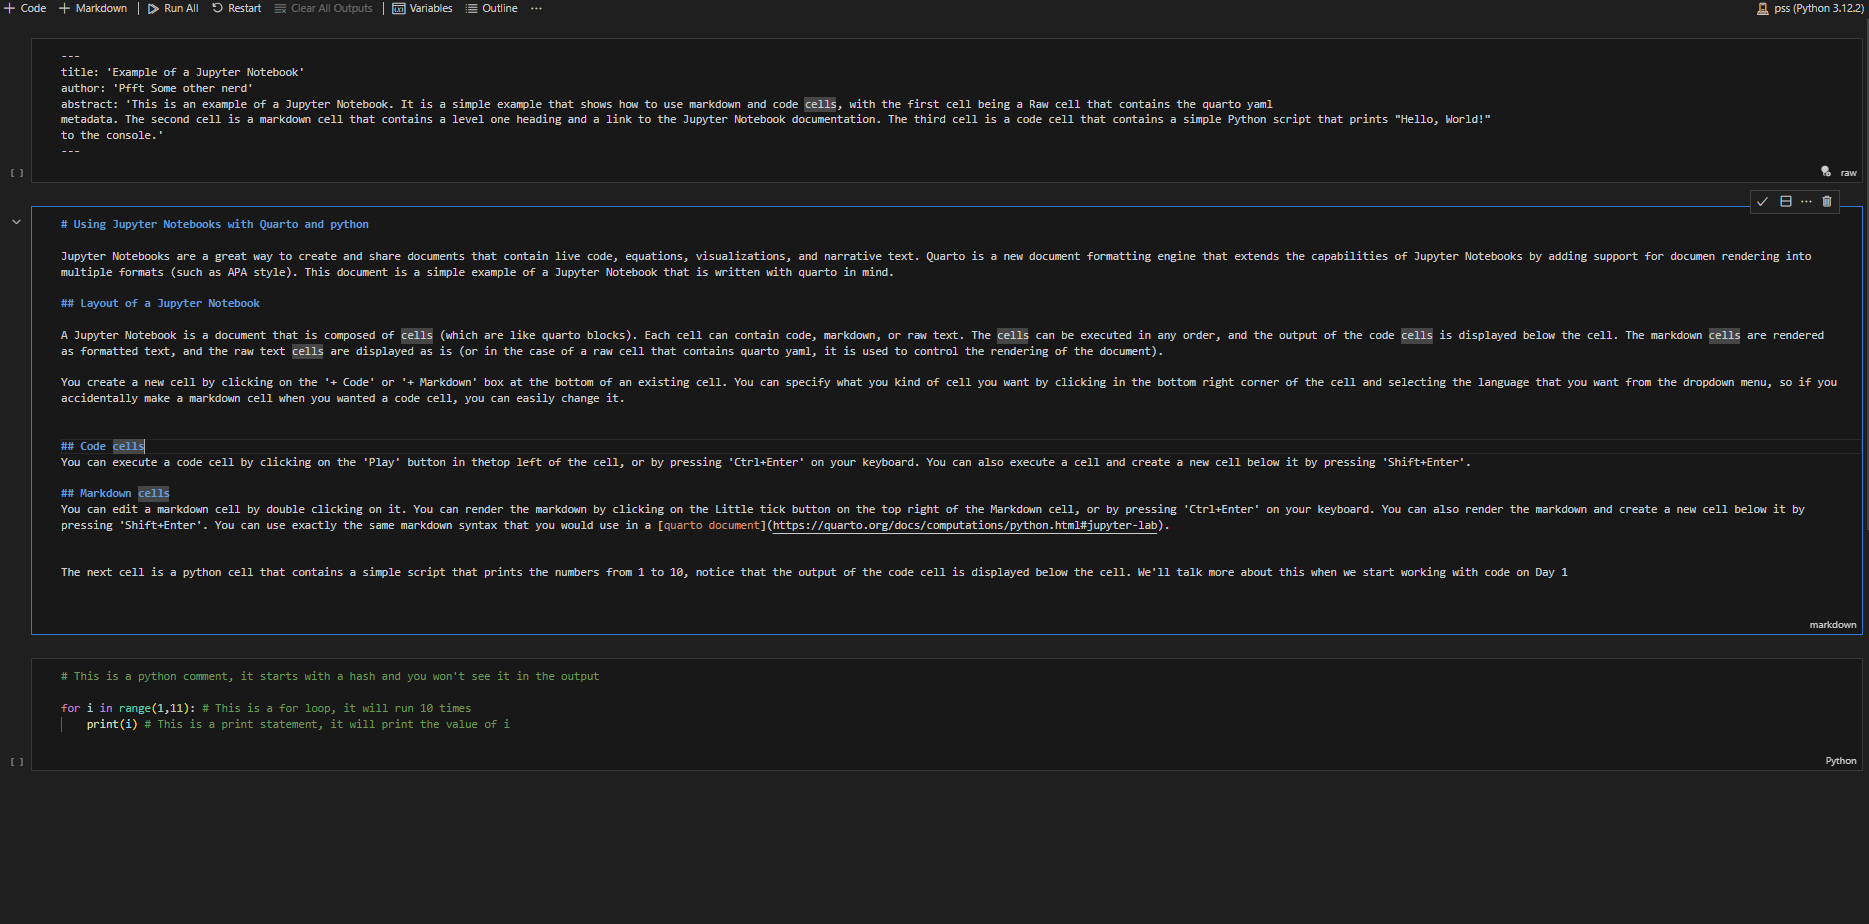 Code Markdown Run All Restart Clear All Outputs Variables Outline ... pss (Python 3.12.2)
---
title: 'Example of a Jupyter Notebook'
author: 'Pfft Some other nerd'
abstract: 'This is an example of a Jupyter Notebook. It is a simple example that shows how to use markdown and code cells, with the first cell being a Raw cell that contains the quarto yaml
metadata. The second cell is a markdown cell that contains a level one heading and a link to the Jupyter Notebook documentation. The third cell is a code cell that contains a simple Python script that prints "Hello, World!"
to the console.'
---
[ ] raw
# Using Jupyter Notebooks with Quarto and python
Jupyter Notebooks are a great way to create and share documents that contain live code, equations, visualizations, and narrative text. Quarto is a new document formatting engine that extends the capabilities of Jupyter Notebooks by adding support for documen rendering into
multiple formats (such as APA style). This document is a simple example of a Jupyter Notebook that is written with quarto in mind.
## Layout of a Jupyter Notebook
A Jupyter Notebook is a document that is composed of cells (which are like quarto blocks). Each cell can contain code, markdown, or raw text. The cells can be executed in any order, and the output of the code cells is displayed below the cell. The markdown cells are rendered
as formatted text, and the raw text cells are displayed as is (or in the case of a raw cell that contains quarto yaml, it is used to control the rendering of the document).
You create a new cell by clicking on the '+ Code' or '+ Markdown' box at the bottom of an existing cell. You can specify what you kind of cell you want by clicking in the bottom right corner of the cell and selecting the language that you want from the dropdown menu, so if you
accidentally make a markdown cell when you wanted a code cell, you can easily change it.
## Code cells
You can execute a code cell by clicking on the 'Play' button in thetop left of the cell, or by pressing 'Ctrl+Enter' on your keyboard. You can also execute a cell and create a new cell below it by pressing 'Shift+Enter'.
## Markdown cells
You can edit a markdown cell by double clicking on it. You can render the markdown by clicking on the Little tick button on the top right of the Markdown cell, or by pressing 'Ctrl+Enter' on your keyboard. You can also render the markdown and create a new cell below it by
pressing 'Shift+Enter'. You can use exactly the same markdown syntax that you would use in a [quarto document](https://quarto.org/docs/computations/python.html#jupyter-lab).
The next cell is a python cell that contains a simple script that prints the numbers from 1 to 10, notice that the output of the code cell is displayed below the cell. We'll talk more about this when we start working with code on Day 1
markdown
# This is a python comment, it starts with a hash and you won't see it in the output
for i in range(1,11): # This is a for loop, it will run 10 times
print(i) # This is a print statement, it will print the value of i
[ ] Python